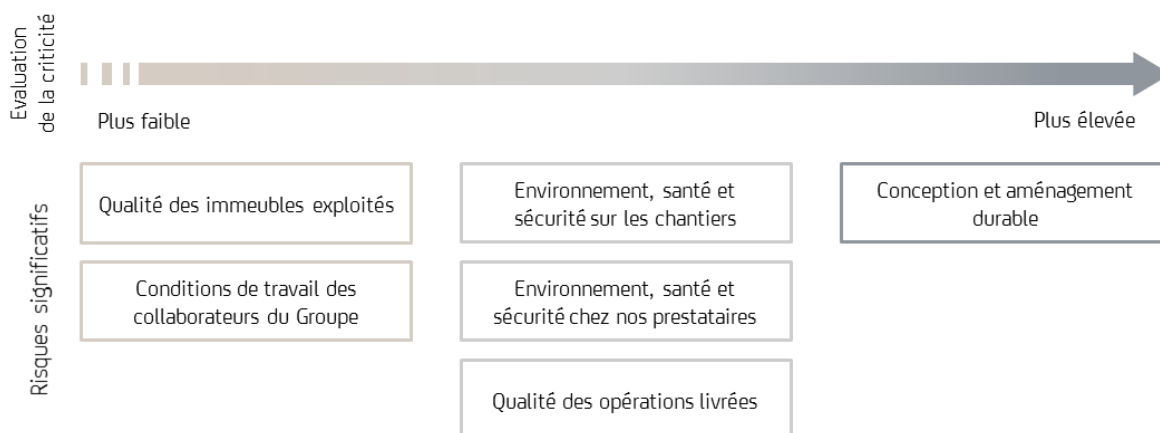 Evaluation
de la criticité
Plus faible
Plus élevée
Risques significatifs
Qualité des immeubles exploités
Environnement, santé et
sécurité sur les chantiers
Conception et aménagement
durable
Conditions de travail des
collaborateurs du Groupe
Environnement, santé et
sécurité chez nos prestataires
Qualité des opérations livrées